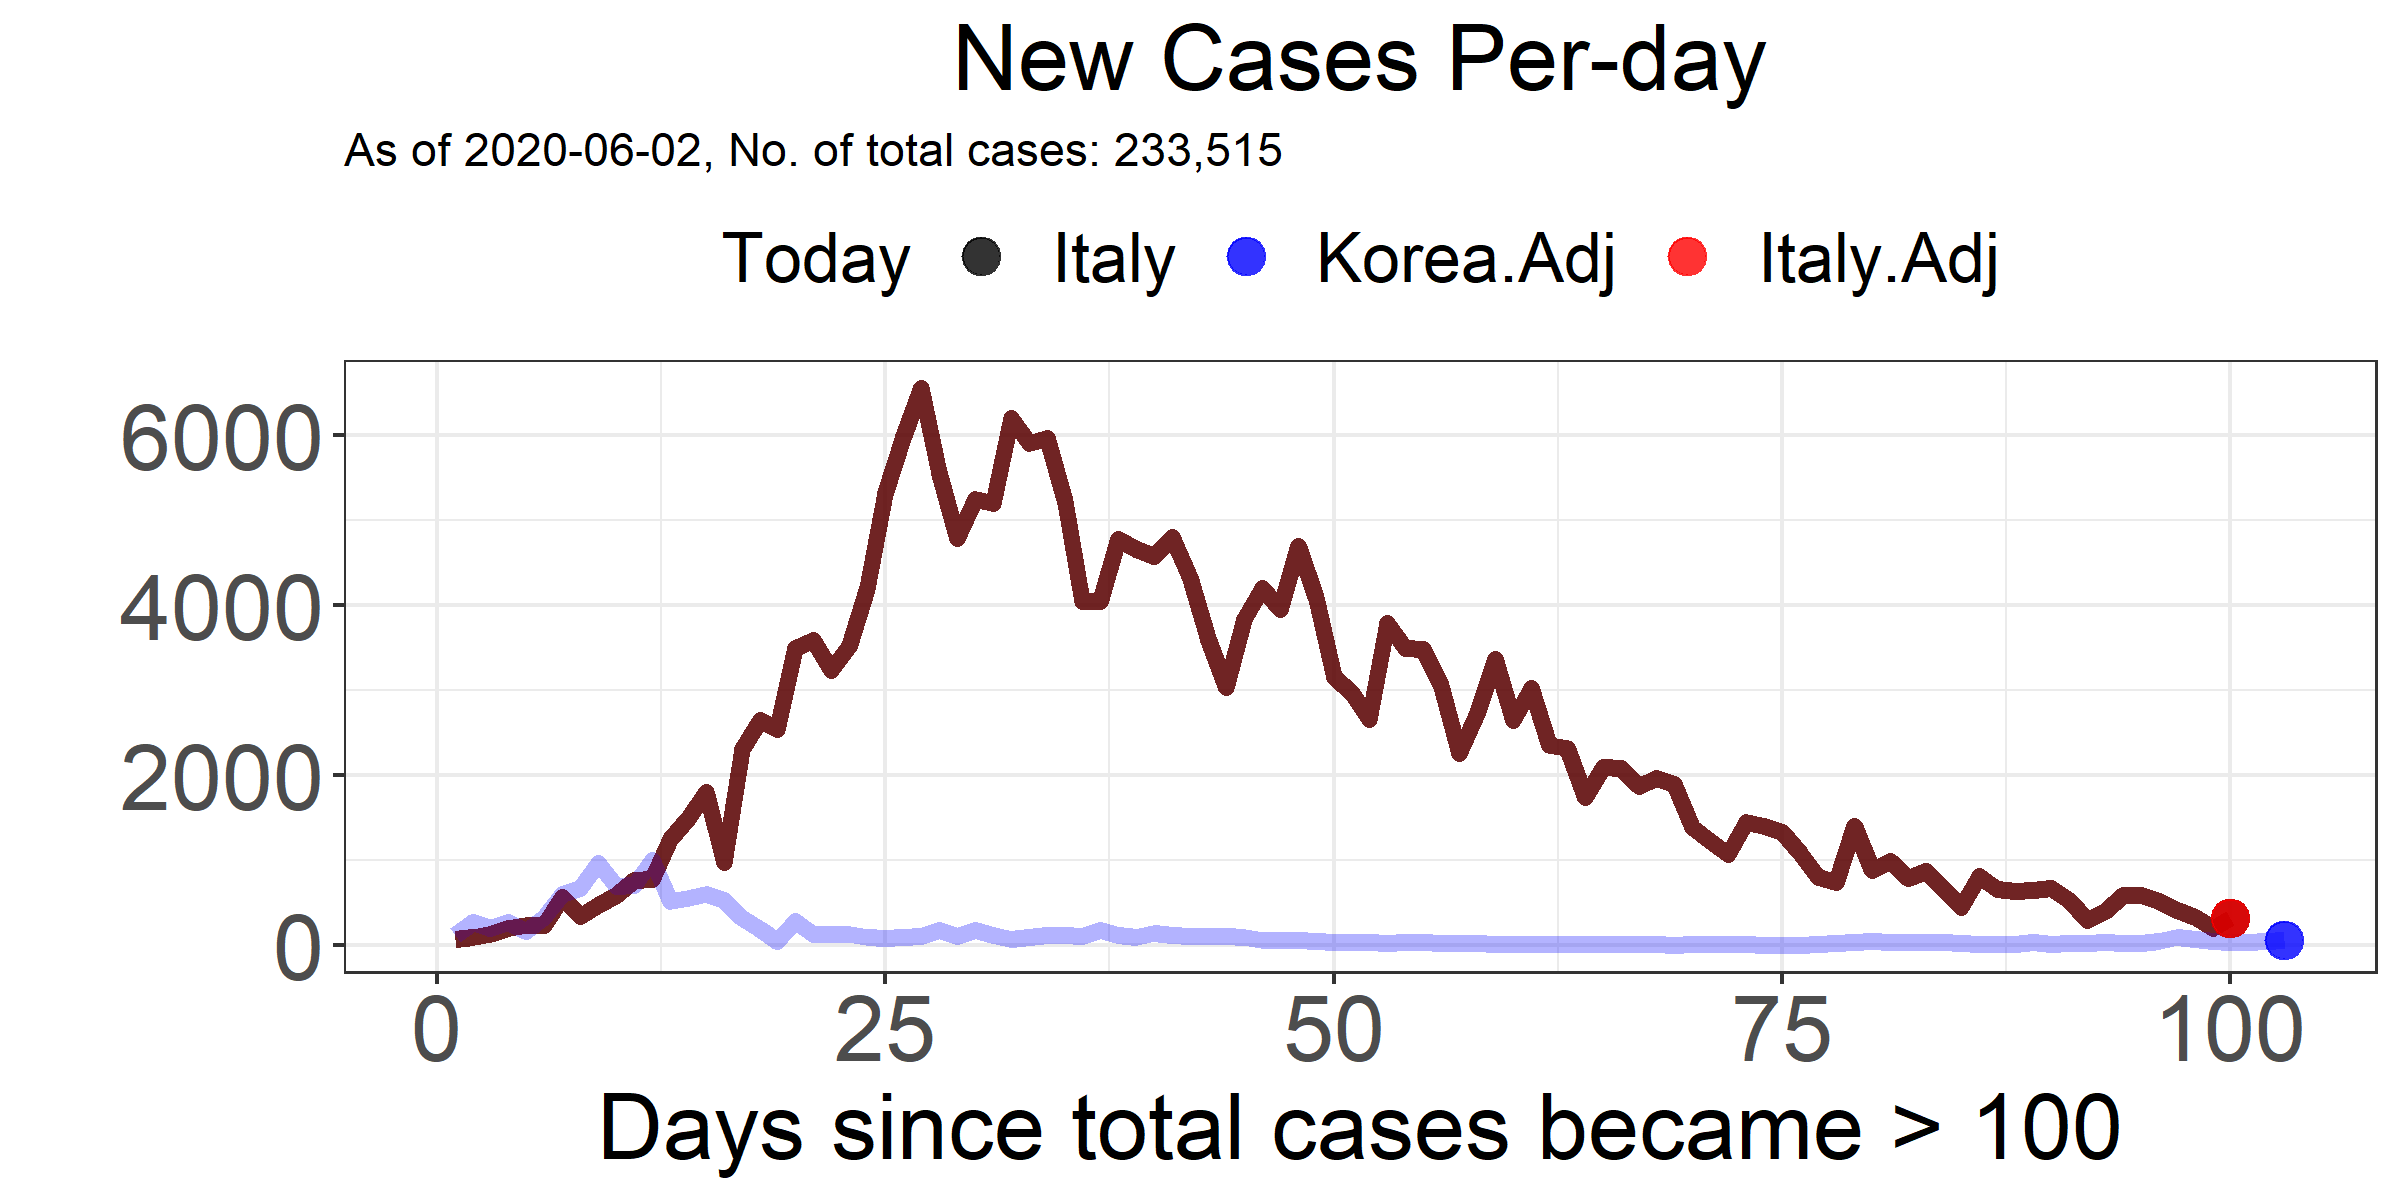 New Cases Per-day
As of 2020-06-02, No. of total cases: 233,515
Today Italy Korea.Adj Italy.Adj
6000
4000
2000
0
0 25 50 75 100
Days since total cases became > 100